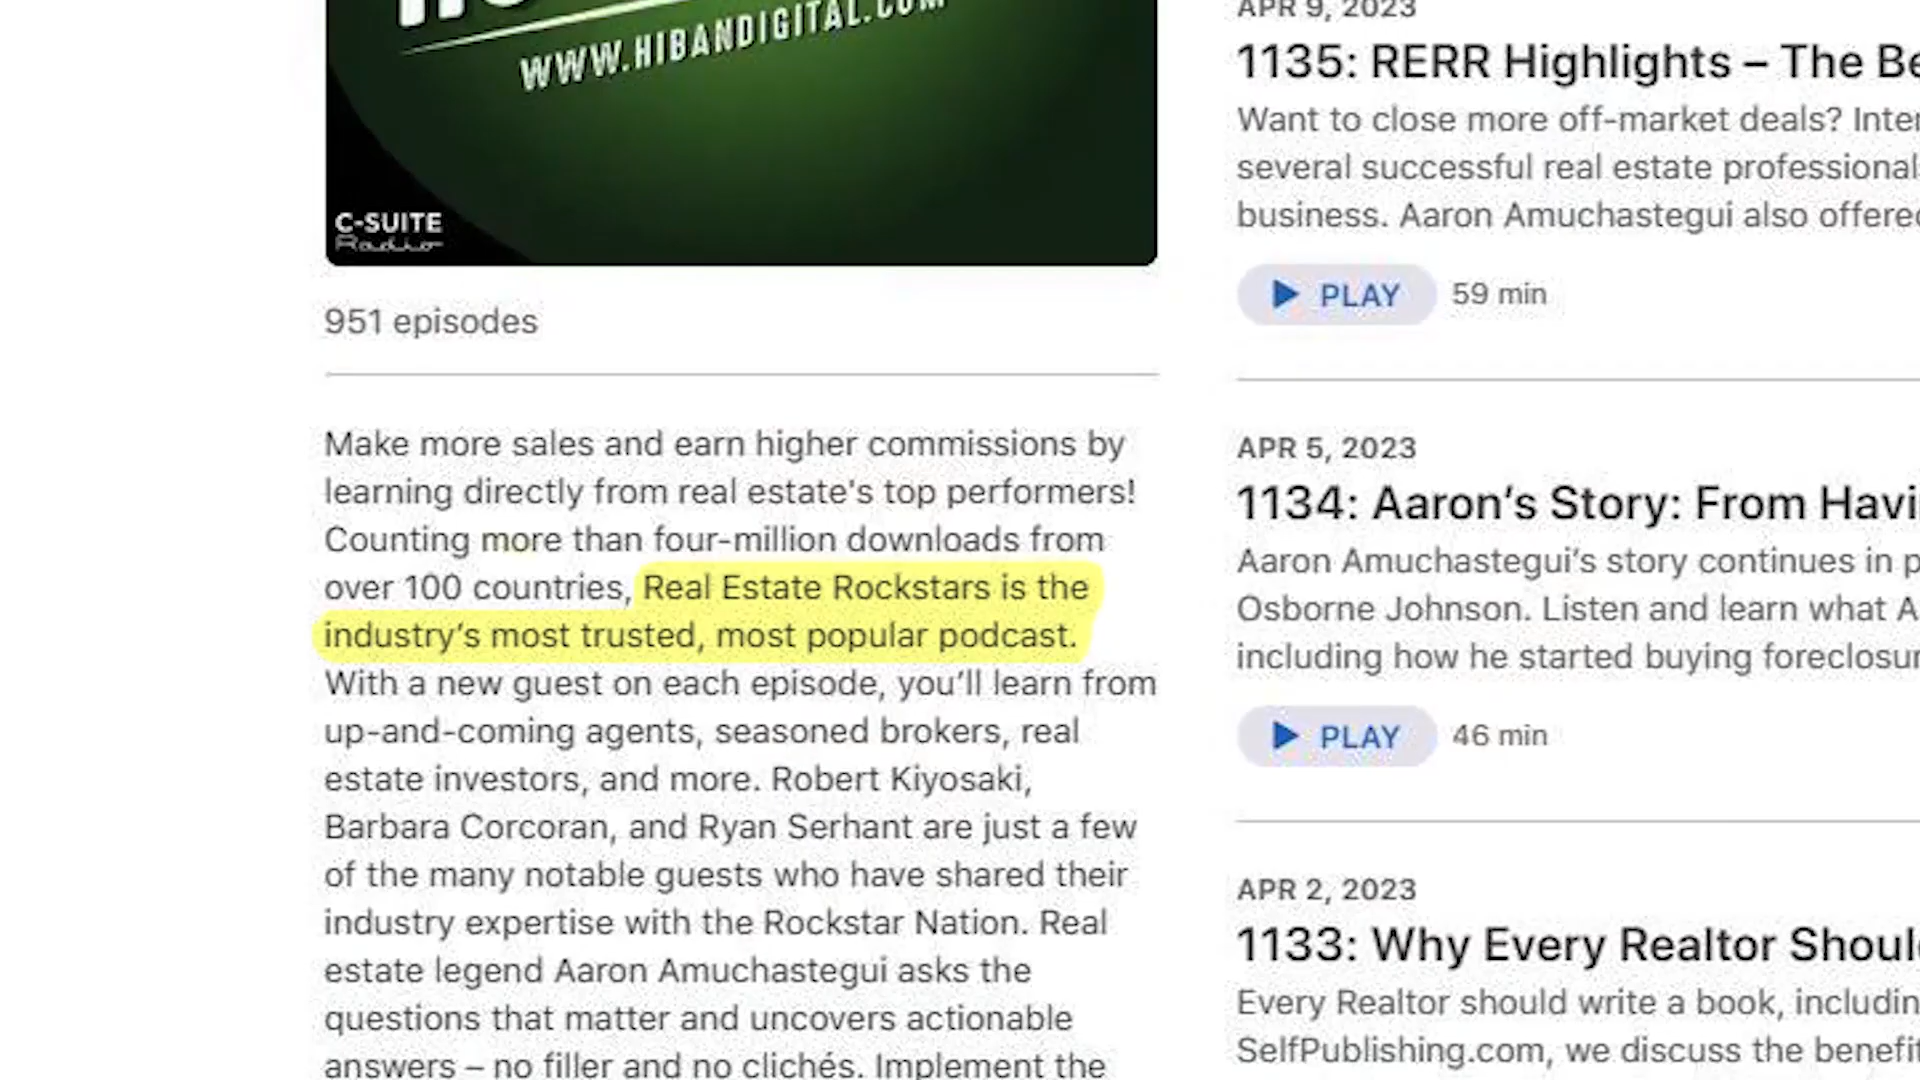 WWW.HIBANDIGITAL.COM
C-SUITE
Radio
951 episodes
Make more sales and earn higher commissions by
learning directly from real estate's top performers!
Counting more than four-million downloads from
over 100 countries, Real Estate Rockstars is the
industry’s most trusted, most popular podcast.
With a new guest on each episode, you’ll learn from
up-and-coming agents, seasoned brokers, real
estate investors, and more. Robert Kiyosaki,
Barbara Corcoran, and Ryan Serhant are just a few
of the many notable guests who have shared their
industry expertise with the Rockstar Nation. Real
estate legend Aaron Amuchastegui asks the
questions that matter and uncovers actionable
answers – no filler and no clichés. Implement the
APR 9, 2023
1135: RERR Highlights – The Be
Want to close more off-market deals? Inter
several successful real estate professional
business. Aaron Amuchastegui also offered
PLAY 59 min
APR 5, 2023
1134: Aaron’s Story: From Havi
Aaron Amuchastegui’s story continues in p
Osborne Johnson. Listen and learn what A
including how he started buying foreclosur
PLAY 46 min
APR 2, 2023
1133: Why Every Realtor Shoul
Every Realtor should write a book, includin
SelfPublishing.com, we discuss the benefit